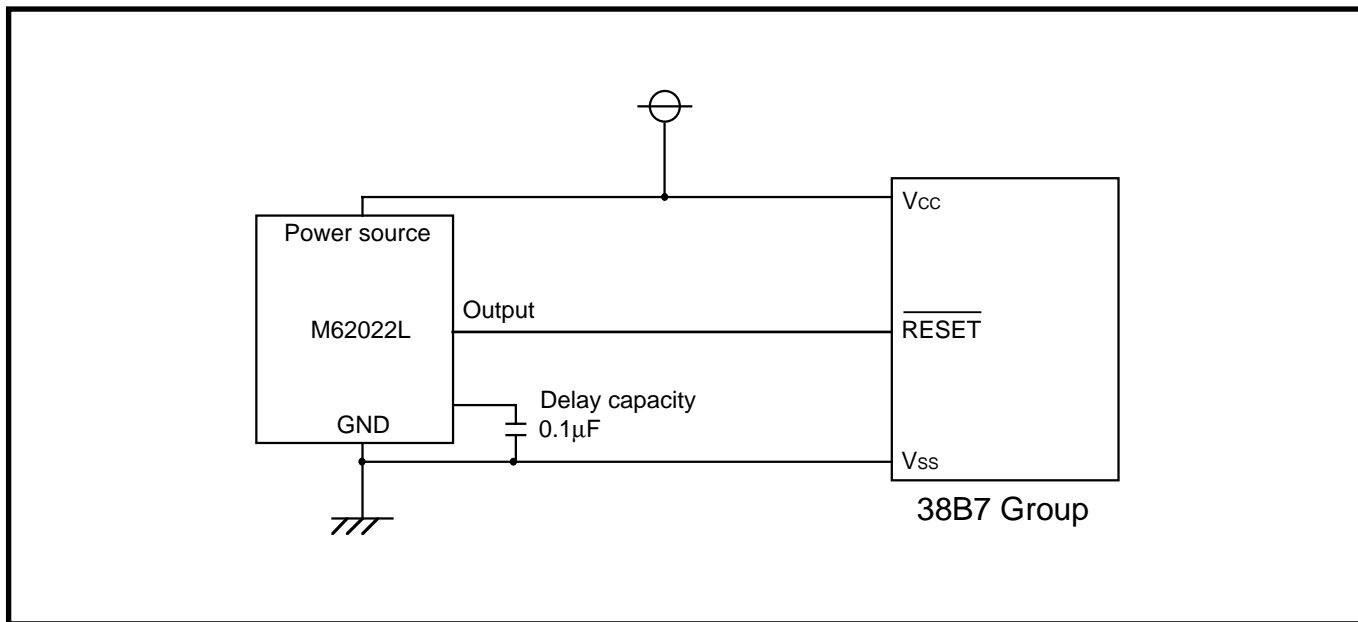 Vcc
Power source
Output
M62022L
RESET
Delay capacity
0.1μF
GND
Vss
38B7 Group